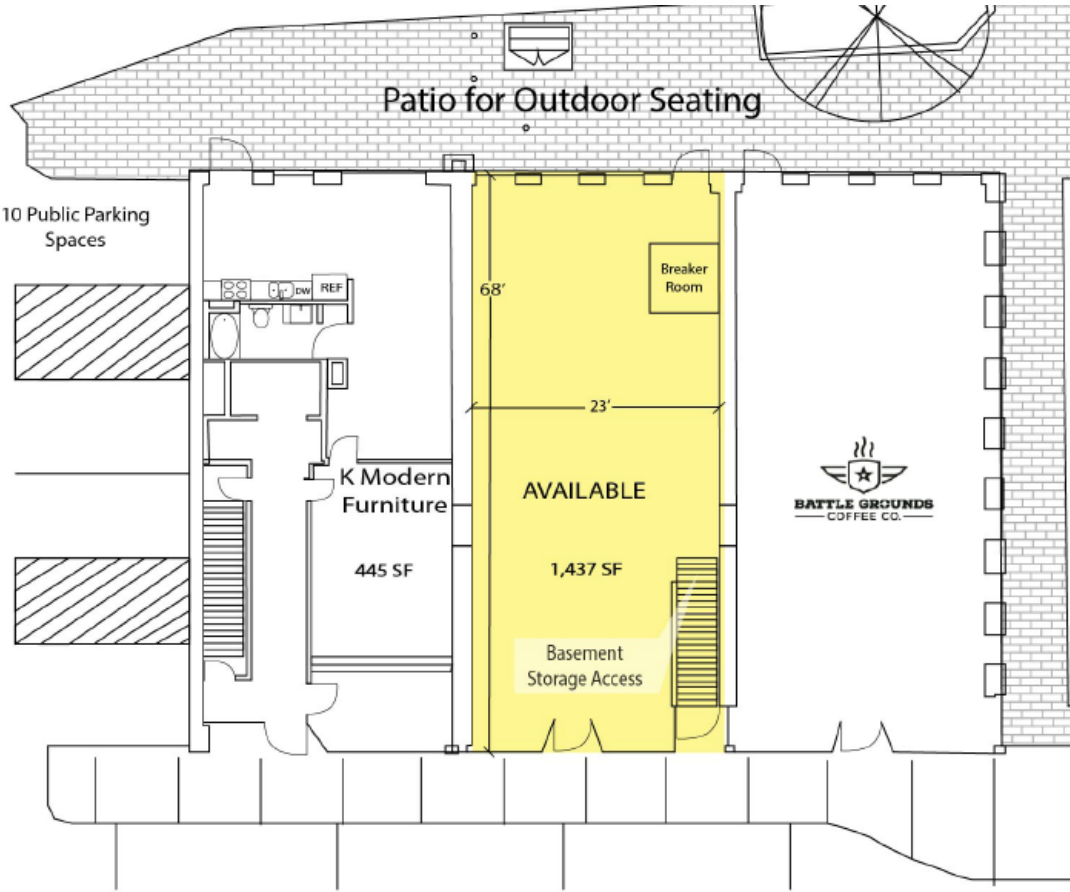 Patio for Outdoor Seating
10 Public Parking
Spaces
DW
REF
68'
Breaker
Room
23'
K Modern
Furniture
445 SF
AVAILABLE
1,437 SF
Basement
Storage Access
BATTLE GROUNDS
COFFEE CO.